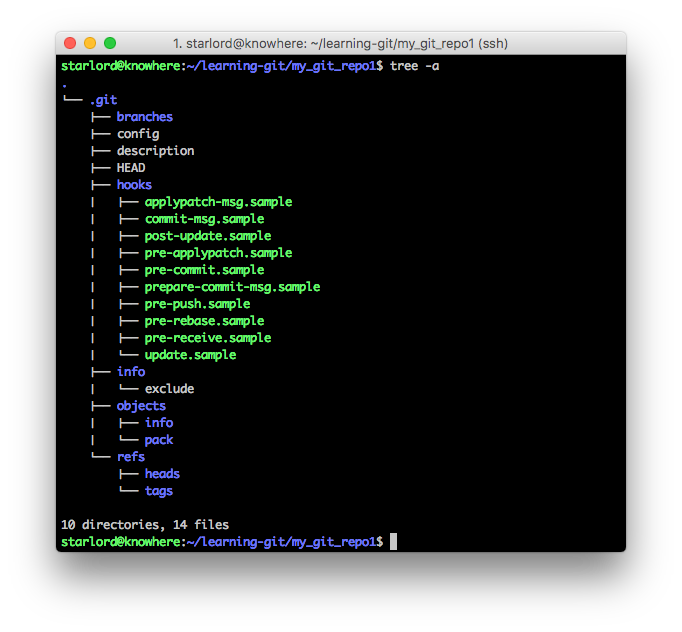 1. starlord@knowhere: ~/learning-git/my_git_repo1 (ssh)
starlord@knowhere:~/learning-git/my_git_repo1$ tree -a
.
└── .git
    ├── branches
    ├── config
    ├── description
    ├── HEAD
    ├── hooks
    │   ├── applypatch-msg.sample
    │   ├── commit-msg.sample
    │   ├── post-update.sample
    │   ├── pre-applypatch.sample
    │   ├── pre-commit.sample
    │   ├── prepare-commit-msg.sample
    │   ├── pre-push.sample
    │   ├── pre-rebase.sample
    │   ├── pre-receive.sample
    │   └── update.sample
    ├── info
    │   └── exclude
    ├── objects
    │   ├── info
    │   └── pack
    └── refs
        ├── heads
        └── tags
10 directories, 14 files
starlord@knowhere:~/learning-git/my_git_repo1$